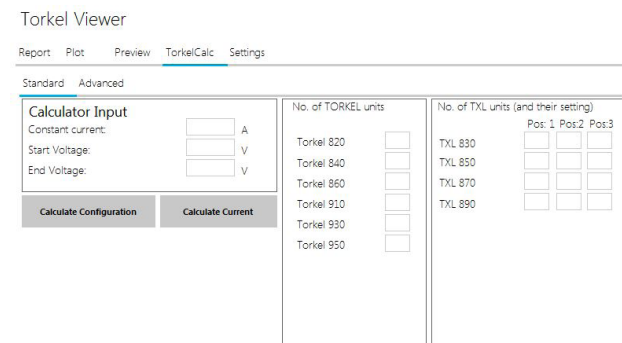 Torkel Viewer
Report Plot Preview TorkelCalc Settings
Standard Advanced
Calculator Input
Constant current: A
Start Voltage: V
End Voltage: V
Calculate Configuration Calculate Current
No. of TORKEL units
Torkel 820
Torkel 840
Torkel 860
Torkel 910
Torkel 930
Torkel 950
No. of TXL units (and their setting)
Pos: 1 Pos:2 Pos:3
TXL 830
TXL 850
TXL 870
TXL 890